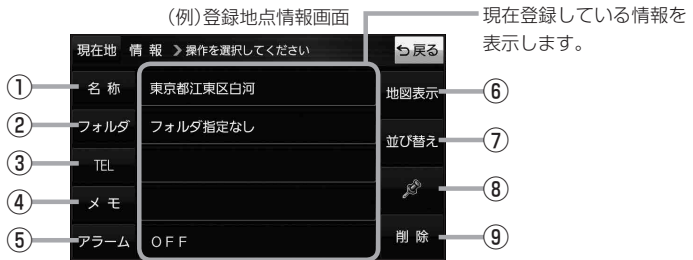 (例)登録地点情報画面
現在登録している情報を
表示します。
現在地 情 報 > 操作を選択してください 戻る
① 名 称 東京都江東区白河 地図表示 ⑥
② フォルダ フォルダ指定なし 並び替え ⑦
③ TEL ⑧
④ メ モ
⑤ アラーム OFF 削 除 ⑨